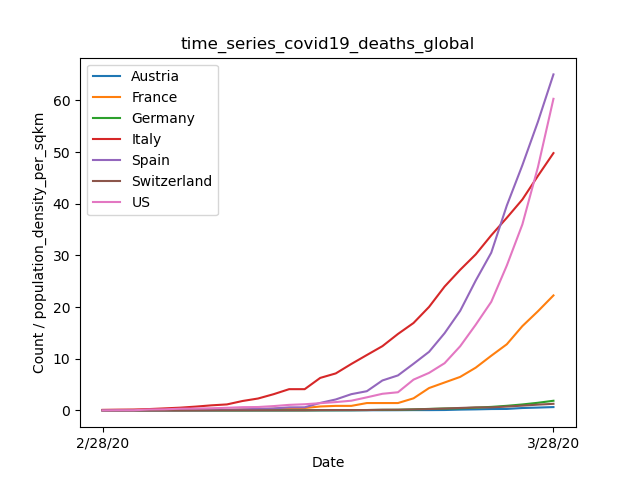 time_series_covid19_deaths_global
Count / population_density_per_sqkm
60
50
40
30
20
10
0
Austria
France
Germany
Italy
Spain
Switzerland
US
2/28/20
3/28/20
Date